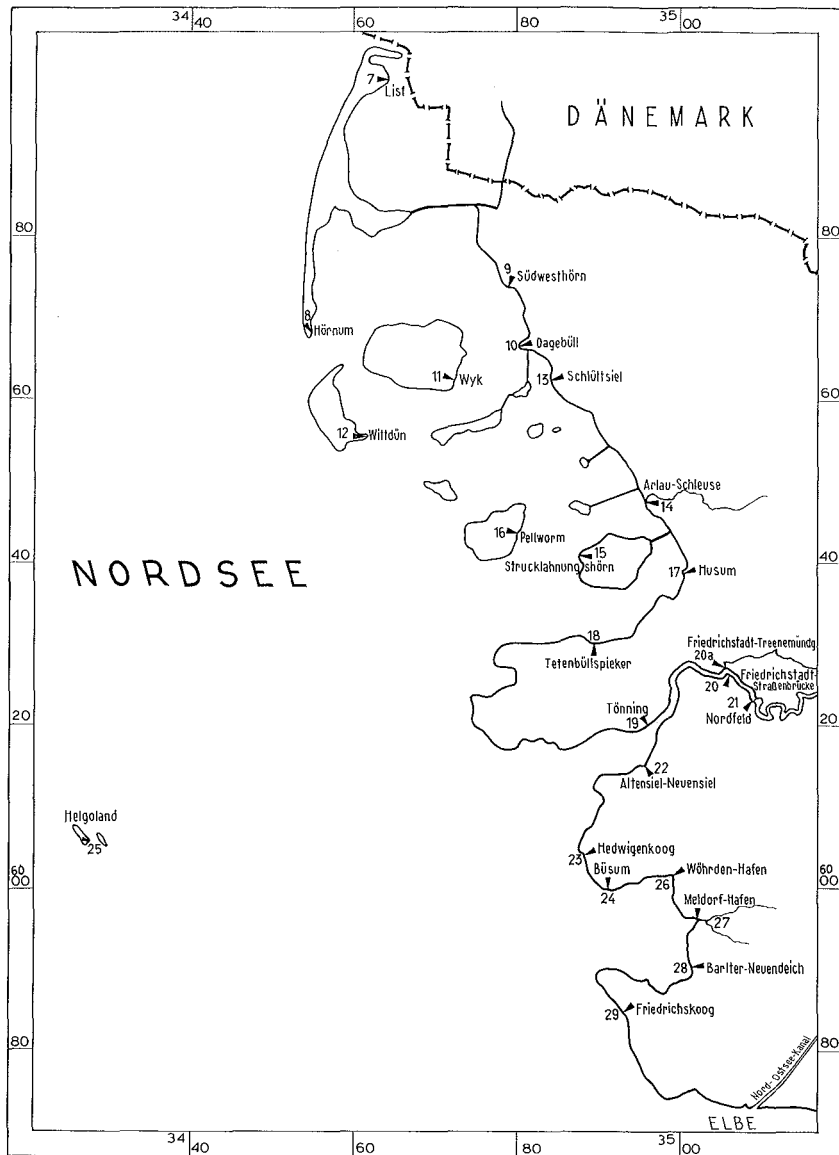 34 40
60
80
35 00
7
List
DÄNEMARK
80
80
9
Südwesthörn
8
Hörnum
10
Dagebüll
11
Wyk
13
Schlüttsiel
60
60
12
Wittdün
Arlau-Schleuse
14
16
Pellworm
15
Strucklahnungshörn
40
40
NORDSEE
17
Husum
18
Tetenbüllspieker
Friedrichstadt-Treenemündg.
20a
Friedrichstadt-
Straßenbrücke
20
21
Nordfeld
Tönning
19
20
20
22
Altensiel-Neuensiel
Helgoland
25
23
Hedwigenkoog
Büsum
24
26
Wöhrden-Hafen
60 00
60 00
Meldorf-Hafen
27
28
Barlter-Neuendeich
29
Friedrichskoog
80
80
Nord-Ostsee-Kanal
ELBE
34 40
60
80
35 00